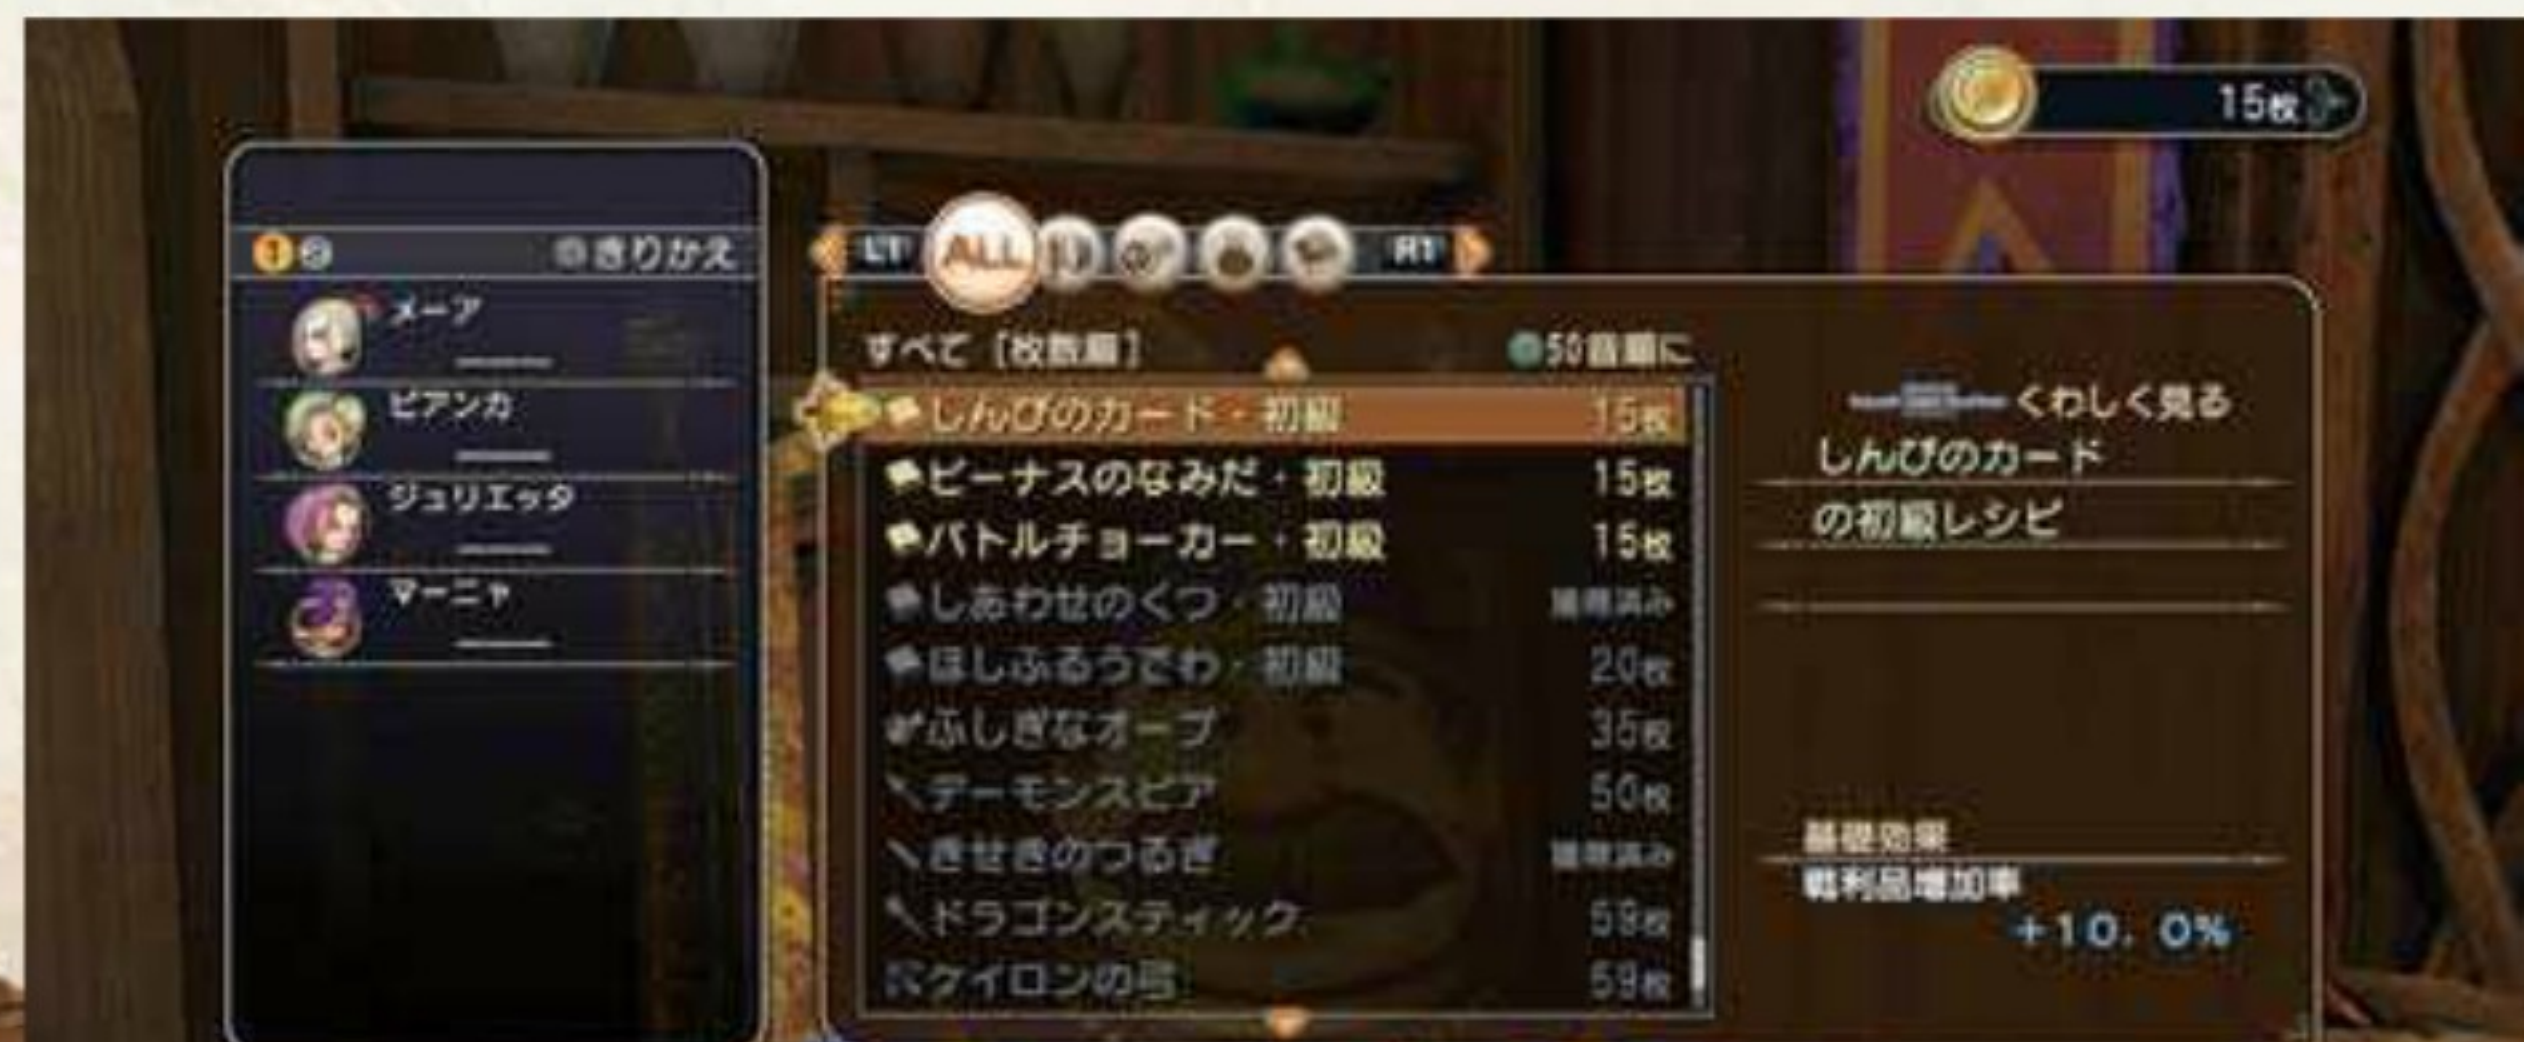 15枚
①②
きりかえ
メーア
ビアンカ
ジュリエッタ
マーニャ
L1 ALL R1
すべて［枚数順］ 50音順に
しんぴのカード・初級 15枚
ビーナスのなみだ・初級 15枚
バトルチョーカー・初級 15枚
しあわせのくつ・初級 獲得済み
ほしふるうでわ・初級 20枚
ふしぎなオーブ 35枚
デーモンスピア 50枚
きせきのつるぎ 獲得済み
ドラゴンスティック 59枚
ケイロンの弓 59枚
くわしく見る
しんぴのカード
の初級レシピ
基礎効果
戦利品増加率
+10. 0%